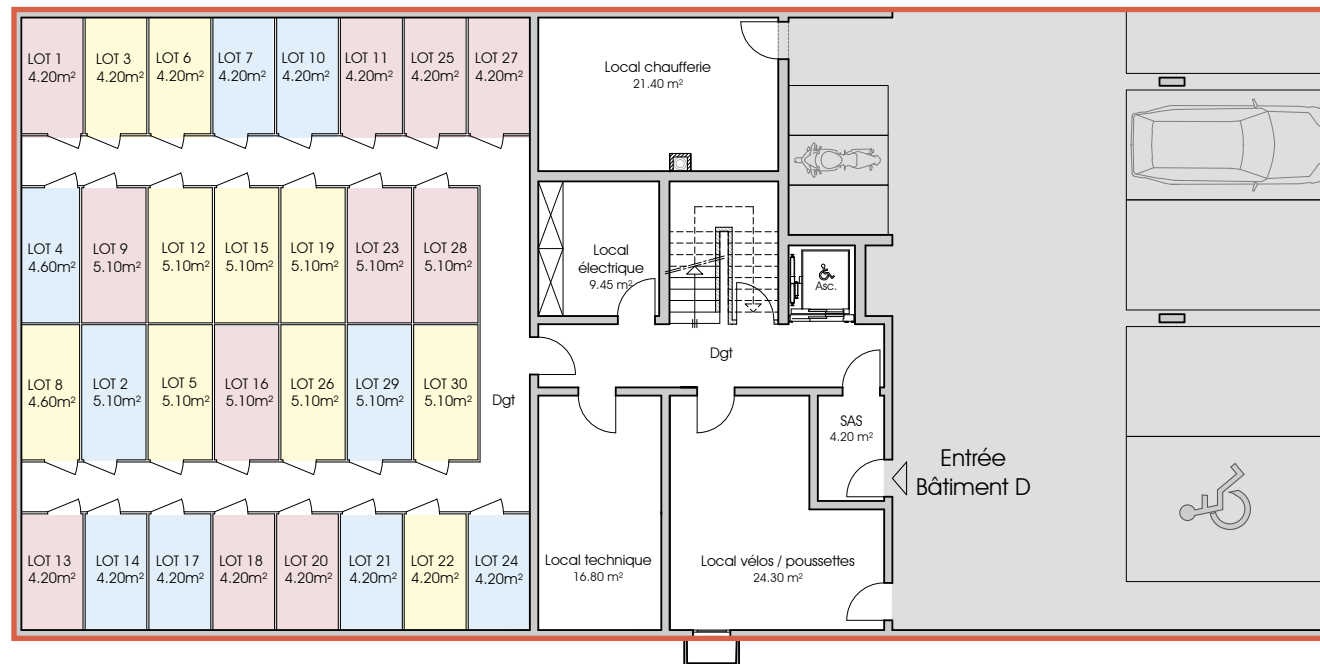 LOT 1
4.20m²
LOT 3
4.20m²
LOT 6
4.20m²
LOT 7
4.20m²
LOT 10
4.20m²
LOT 11
4.20m²
LOT 25
4.20m²
LOT 27
4.20m²
Local chaufferie
21.40 m²
LOT 4
4.60m²
LOT 9
5.10m²
LOT 12
5.10m²
LOT 15
5.10m²
LOT 19
5.10m²
LOT 23
5.10m²
LOT 28
5.10m²
Local
électrique
9.45 m²
Asc.
Dgt
LOT 8
4.60m²
LOT 2
5.10m²
LOT 5
5.10m²
LOT 16
5.10m²
LOT 26
5.10m²
LOT 29
5.10m²
LOT 30
5.10m²
Dgt
SAS
4.20 m²
Entrée
Bâtiment D
LOT 13
4.20m²
LOT 14
4.20m²
LOT 17
4.20m²
LOT 18
4.20m²
LOT 20
4.20m²
LOT 21
4.20m²
LOT 22
4.20m²
LOT 24
4.20m²
Local technique
16.80 m²
Local vélos / poussettes
24.30 m²